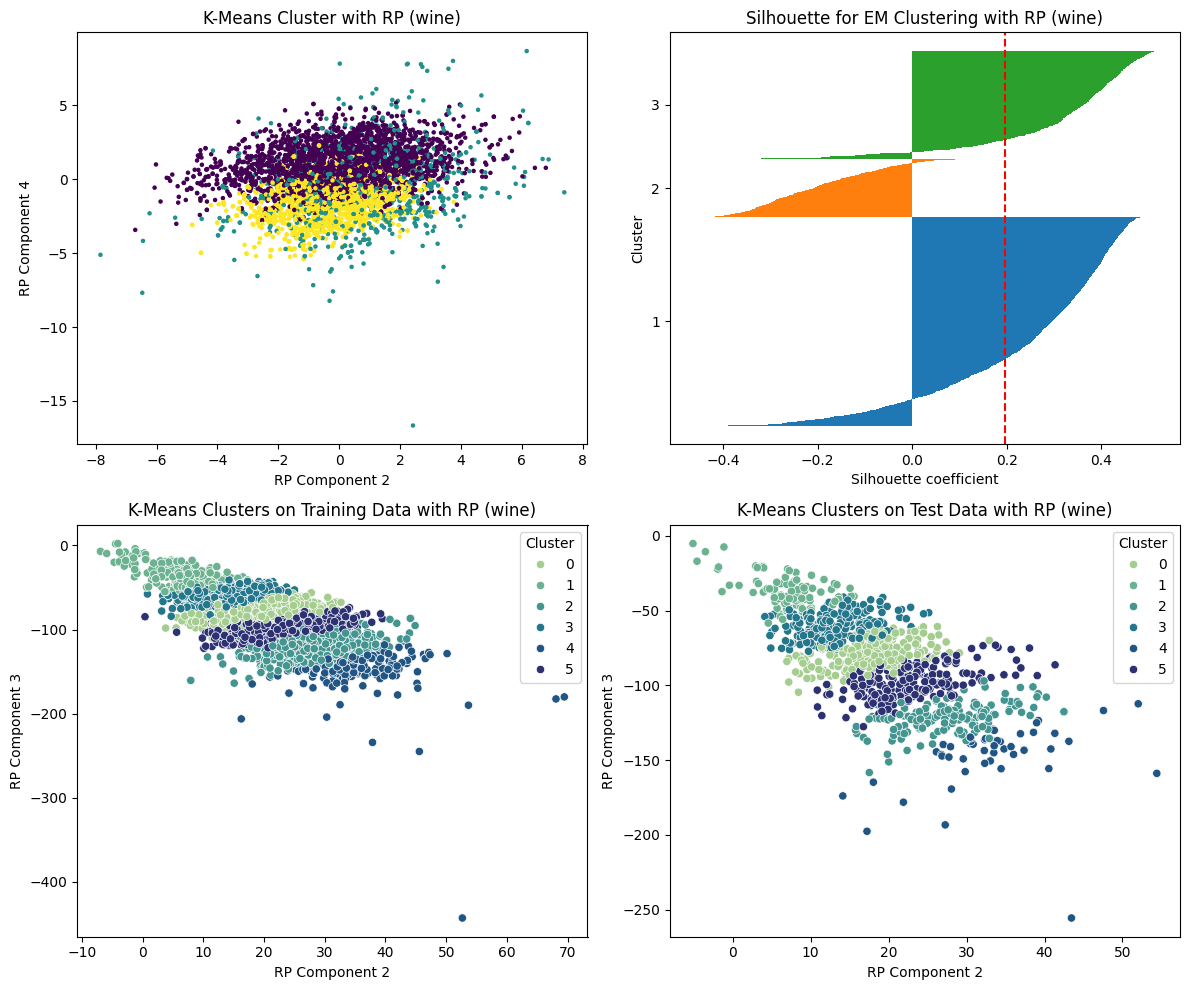 K-Means Cluster with RP (wine)
RP Component 4
5
0
−5
−10
−15
−8 −6 −4 −2 0 2 4 6 8
RP Component 2
Silhouette for EM Clustering with RP (wine)
Cluster
3
2
1
−0.4 −0.2 0.0 0.2 0.4
Silhouette coefficient
K-Means Clusters on Training Data with RP (wine)
RP Component 3
0
−100
−200
−300
−400
−10 0 10 20 30 40 50 60 70
RP Component 2
Cluster
0
1
2
3
4
5
K-Means Clusters on Test Data with RP (wine)
RP Component 3
0
−50
−100
−150
−200
−250
0 10 20 30 40 50
RP Component 2
Cluster
0
1
2
3
4
5